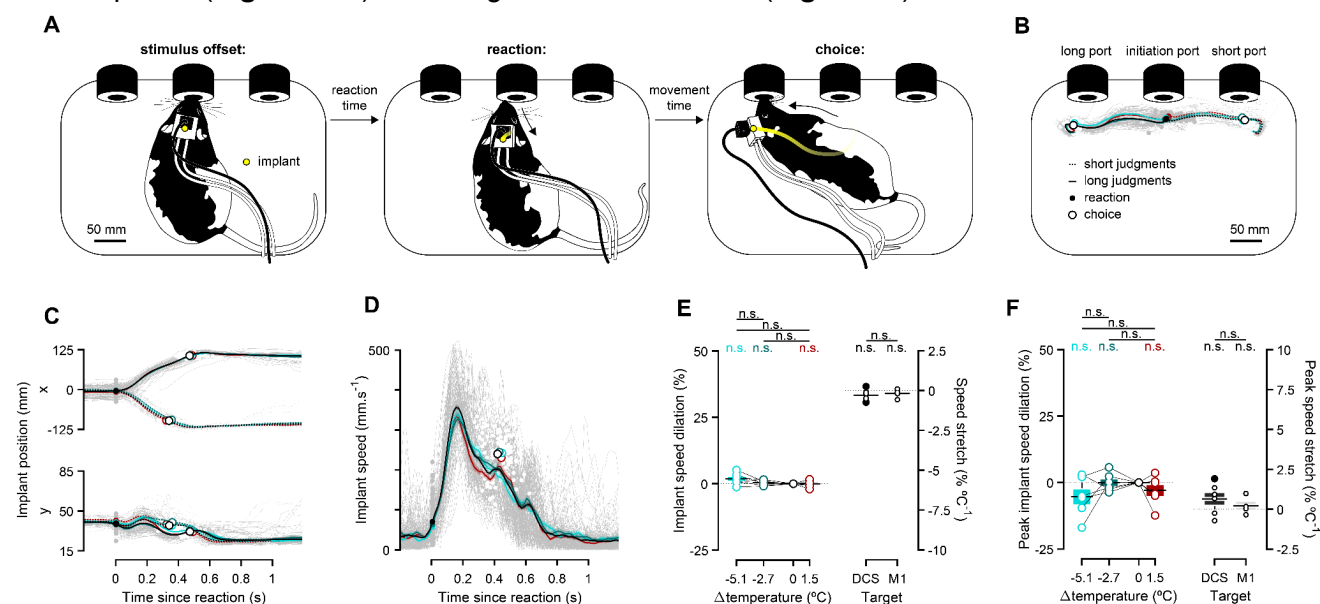 A
stimulus offset:
reaction:
choice:
reaction
time
movement
time
implant
50 mm
B
long port initiation port short port
short judgments
long judgments
reaction
choice
50 mm
C
Implant position (mm)
x
125
0
-125
y
85
50
15
0 0.2 0.4 0.6 0.8 1
Time since reaction (s)
D
Implant speed (mm.s-1)
500
0
0 0.2 0.4 0.6 0.8 1
Time since reaction (s)
E
n.s.
n.s.
n.s.
n.s. n.s. n.s.
n.s.
n.s. n.s.
Implant speed dilation (%)
50
25
0
-25
-5.1 -2.7 0 1.5
Δtemperature (ºC)
2.5
0
-2.5
-5
-7.5
-10
Speed stretch (% ºC-1)
DCS M1
Target
F
n.s.
n.s.
n.s.
n.s. n.s. n.s.
n.s.
n.s. n.s.
Peak implant speed dilation (%)
50
25
0
-25
-5.1 -2.7 0 1.5
Δtemperature (ºC)
10
7.5
5
2.5
0
-2.5
Peak speed stretch (% ºC-1)
DCS M1
Target